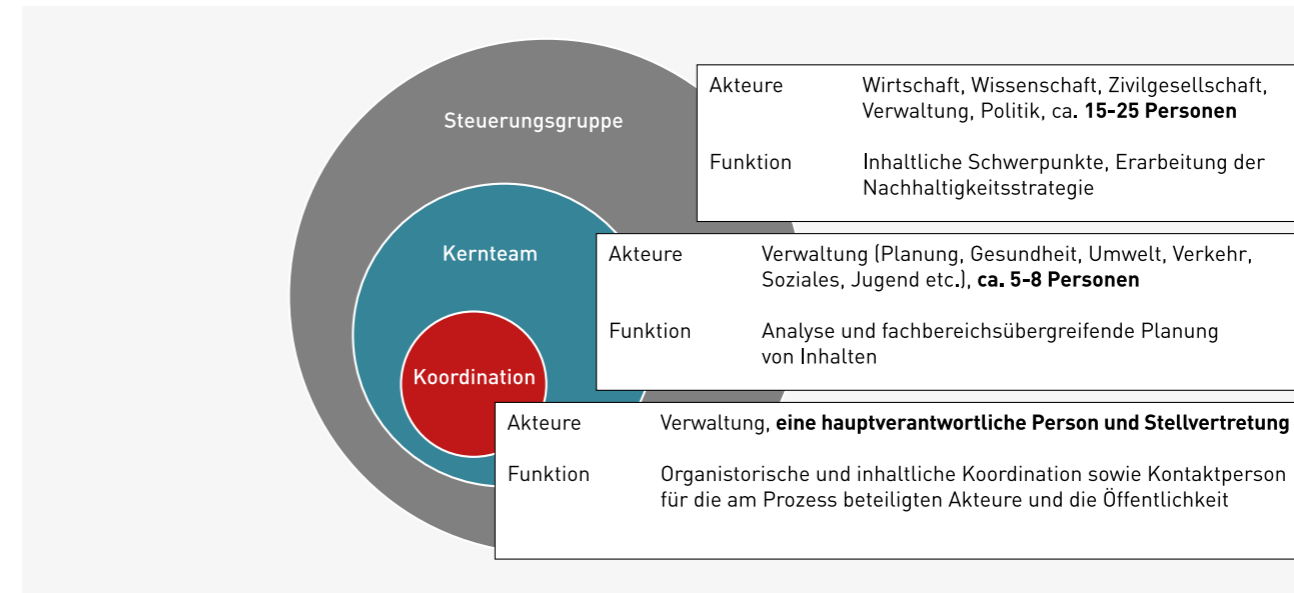 Steuerungsgruppe
Akteure Wirtschaft, Wissenschaft, Zivilgesellschaft,
Verwaltung, Politik, ca. 15-25 Personen
Funktion Inhaltliche Schwerpunkte, Erarbeitung der
Nachhaltigkeitsstrategie
Kernteam
Akteure Verwaltung (Planung, Gesundheit, Umwelt, Verkehr,
Soziales, Jugend etc.), ca. 5-8 Personen
Funktion Analyse und fachbereichsübergreifende Planung
von Inhalten
Koordination
Akteure Verwaltung, eine hauptverantwortliche Person und Stellvertretung
Funktion Organistorische und inhaltliche Koordination sowie Kontaktperson
für die am Prozess beteiligten Akteure und die Öffentlichkeit